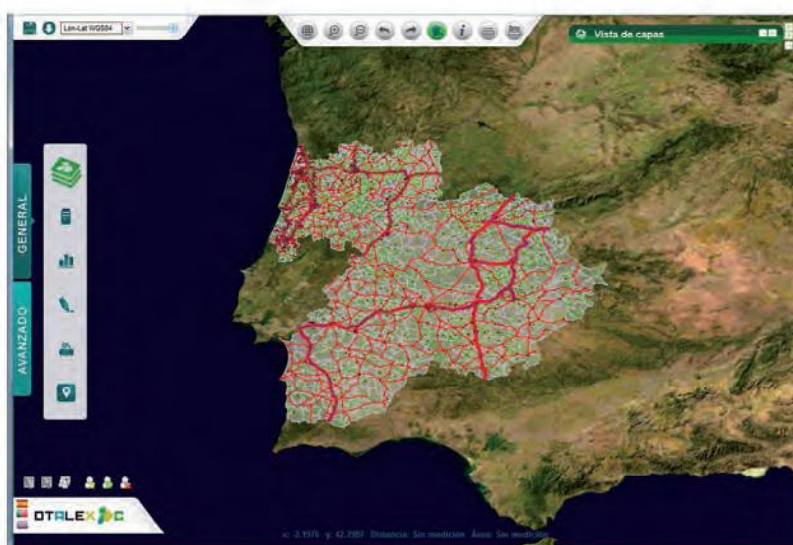 Lon-Lat WGS84
Vista de capas
GENERAL
AVANZADO
OTALEX C
x: -2.1976 y: 42.2987 Distancia: Sin medición Área: Sin medición